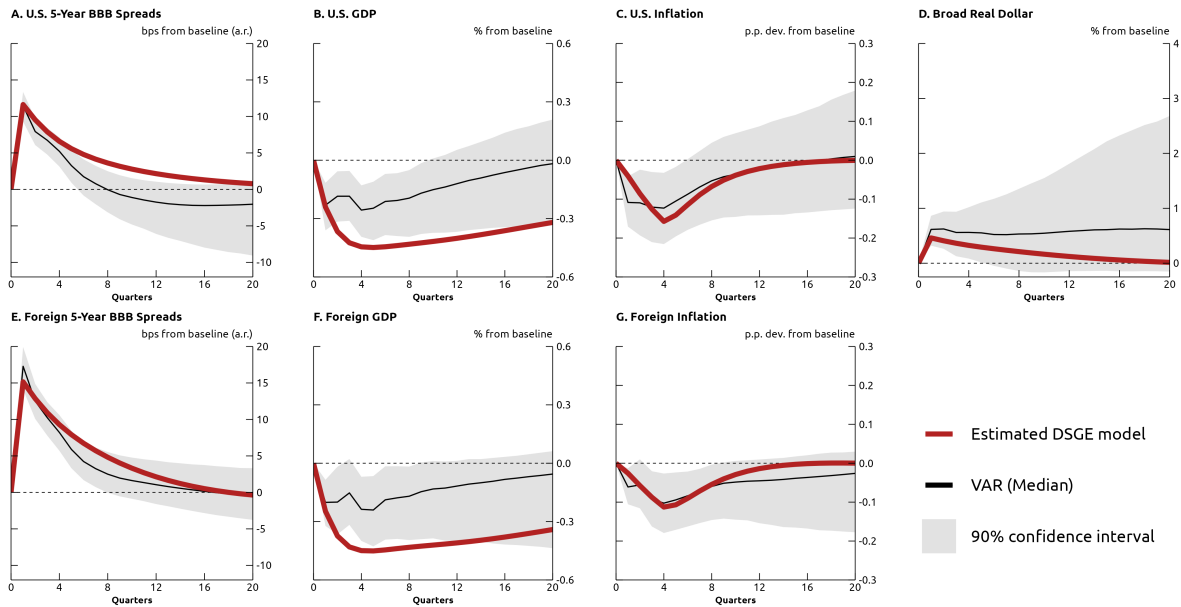 A. U.S. 5-Year BBB Spreads
bps from baseline (a.r.)
20
15
10
5
0
-5
-10
0 4 8 12 16 20
Quarters
B. U.S. GDP
% from baseline
0.6
0.3
0.0
-0.3
-0.6
0 4 8 12 16 20
Quarters
C. U.S. Inflation
p.p. dev. from baseline
0.3
0.2
0.1
0.0
-0.1
-0.2
-0.3
0 4 8 12 16 20
Quarters
D. Broad Real Dollar
% from baseline
4
3
2
1
0
0 4 8 12 16 20
Quarters
E. Foreign 5-Year BBB Spreads
bps from baseline (a.r.)
20
15
10
5
0
-5
-10
0 4 8 12 16 20
Quarters
F. Foreign GDP
% from baseline
0.6
0.3
0.0
-0.3
-0.6
0 4 8 12 16 20
Quarters
G. Foreign Inflation
p.p. dev. from baseline
0.3
0.2
0.1
0.0
-0.1
-0.2
-0.3
0 4 8 12 16 20
Quarters
Estimated DSGE model
VAR (Median)
90% confidence interval